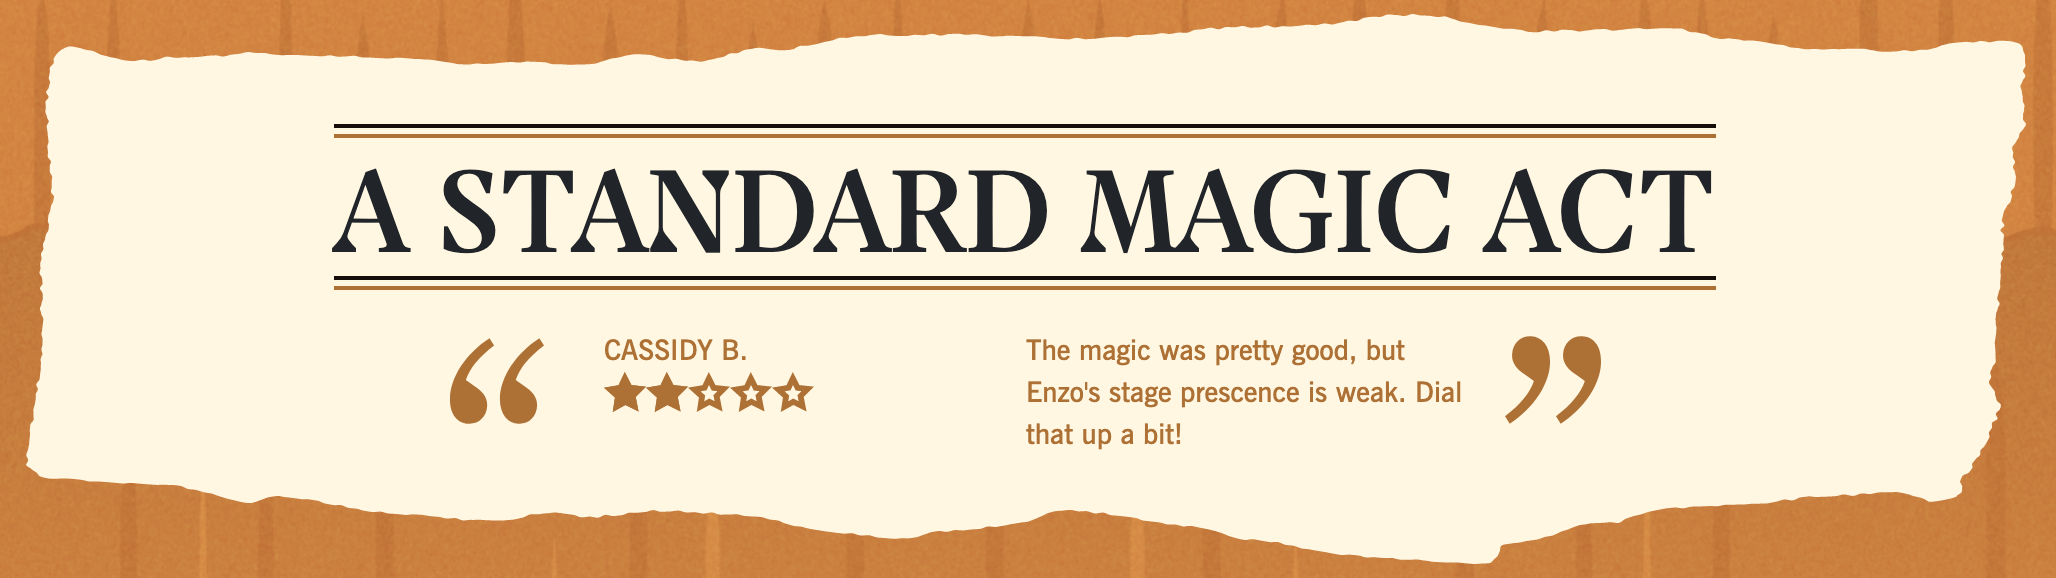 A STANDARD MAGIC ACT
CASSIDY B.
The magic was pretty good, but
Enzo's stage prescence is weak. Dial
that up a bit!